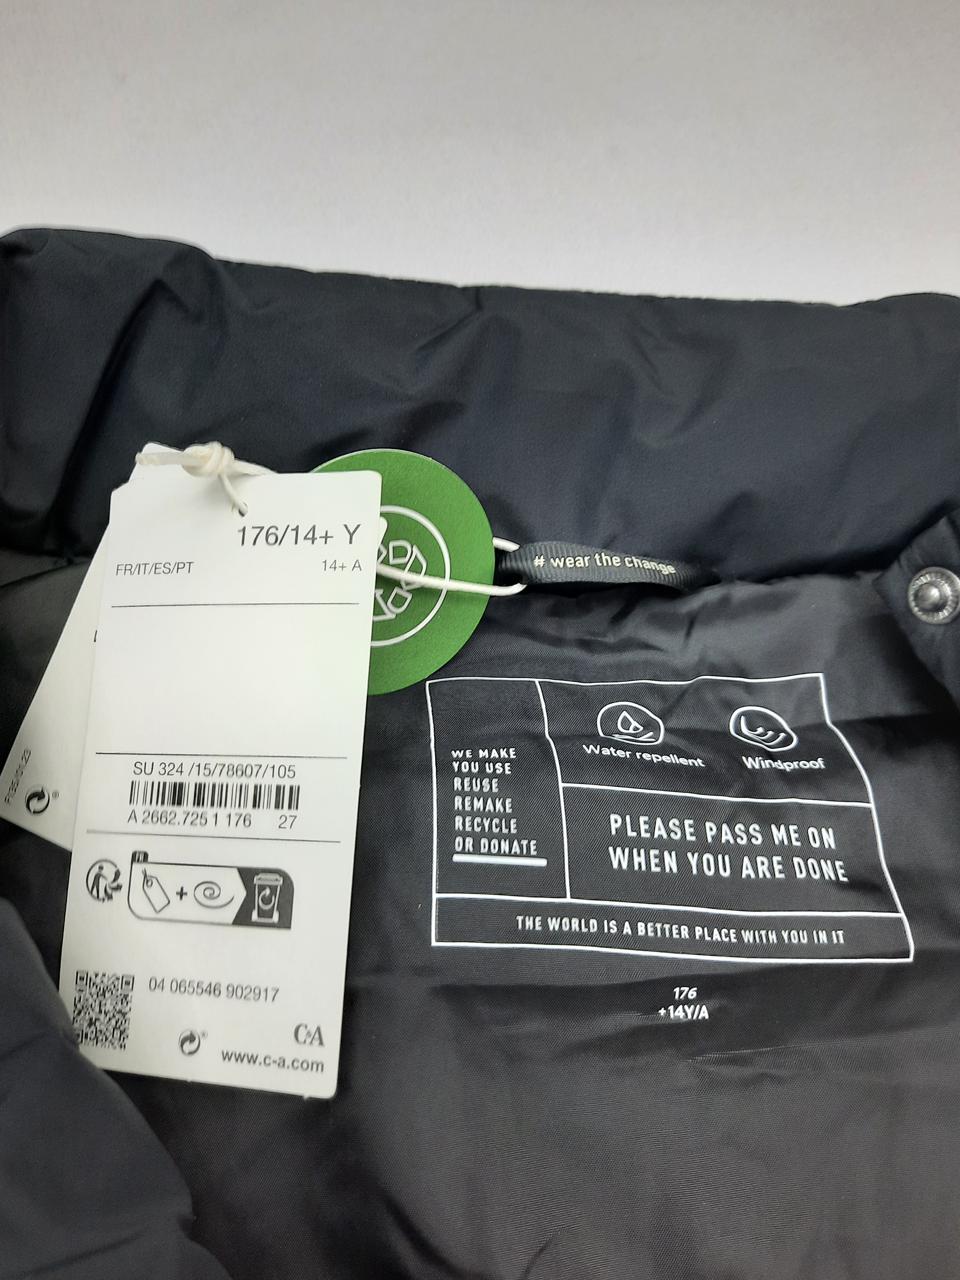 176/14+ Y
FR/IT/ES/PT 14+ A
SU 324 /15/78607/105
A 2662.725 1 176 27
FR
04 065546 902917
C&A
www.c-a.com
# wear the change
WE MAKE
YOU USE
REUSE
REMAKE
RECYCLE
OR DONATE
Water repellent
Windproof
PLEASE PASS ME ON
WHEN YOU ARE DONE
THE WORLD IS A BETTER PLACE WITH YOU IN IT
176
+14Y/A